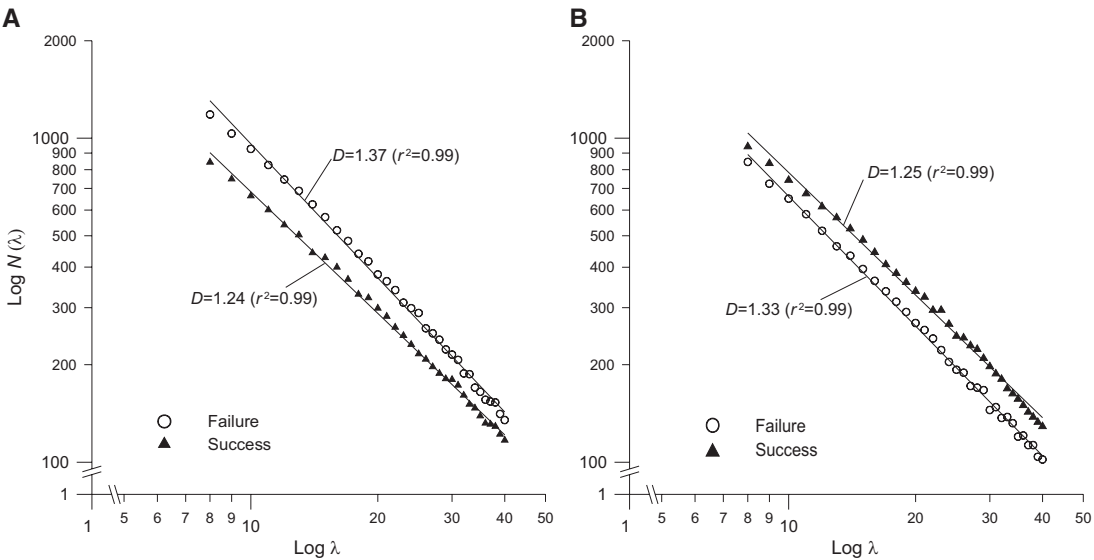 A
2000
1000
900
800
700
600
500
400
300
200
100
1
Log N (λ)
D=1.37 (r²=0.99)
D=1.24 (r²=0.99)
Failure
Success
1 5 6 7 8 9 10 20 30 40 50
Log λ
B
2000
1000
900
800
700
600
500
400
300
200
100
1
D=1.25 (r²=0.99)
D=1.33 (r²=0.99)
Failure
Success
1 5 6 7 8 9 10 20 30 40 50
Log λ